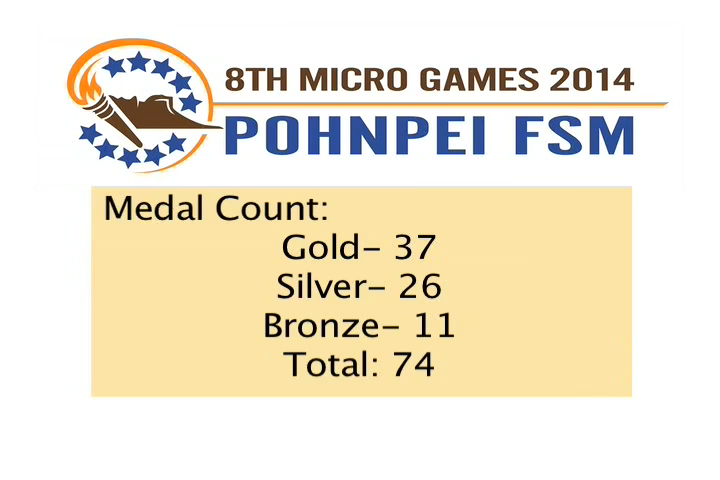 8TH MICRO GAMES 2014
POHNPEI FSM
Medal Count:
Gold- 37
Silver- 26
Bronze- 11
Total: 74